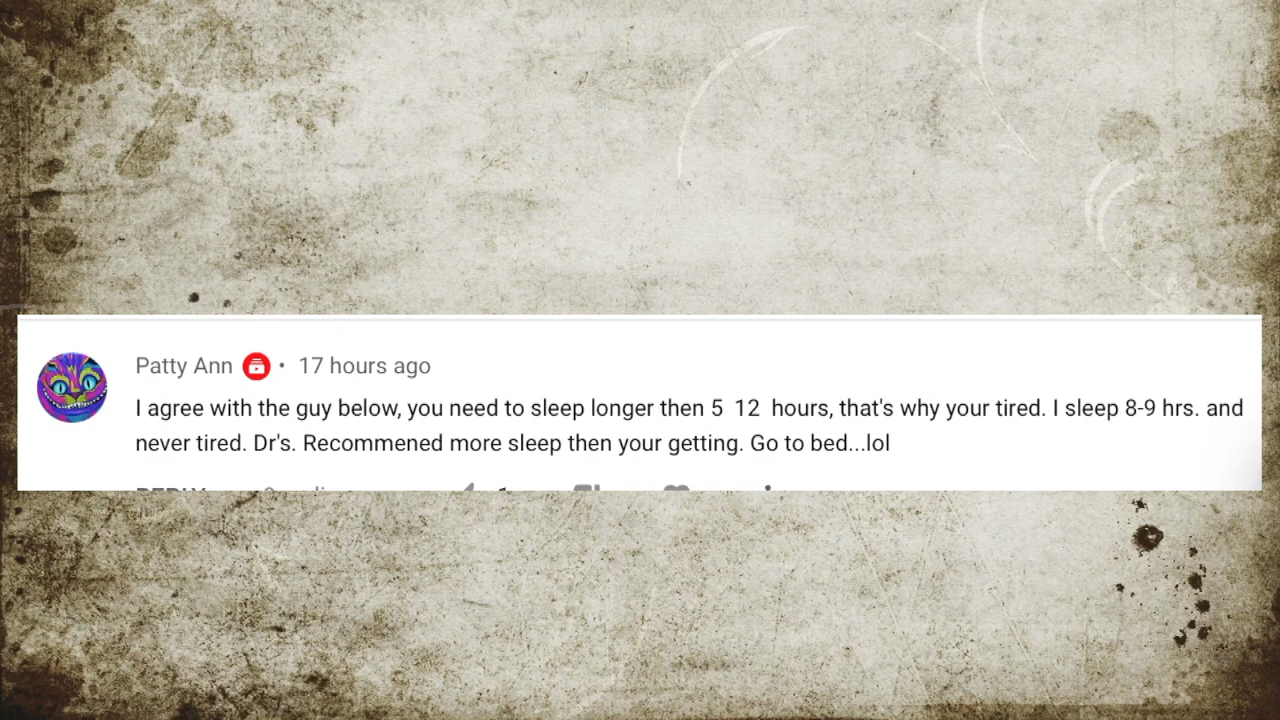 Patty Ann • 17 hours ago
I agree with the guy below, you need to sleep longer then 5  12  hours, that's why your tired. I sleep 8-9 hrs. and
never tired. Dr's. Recommened more sleep then your getting. Go to bed...lol